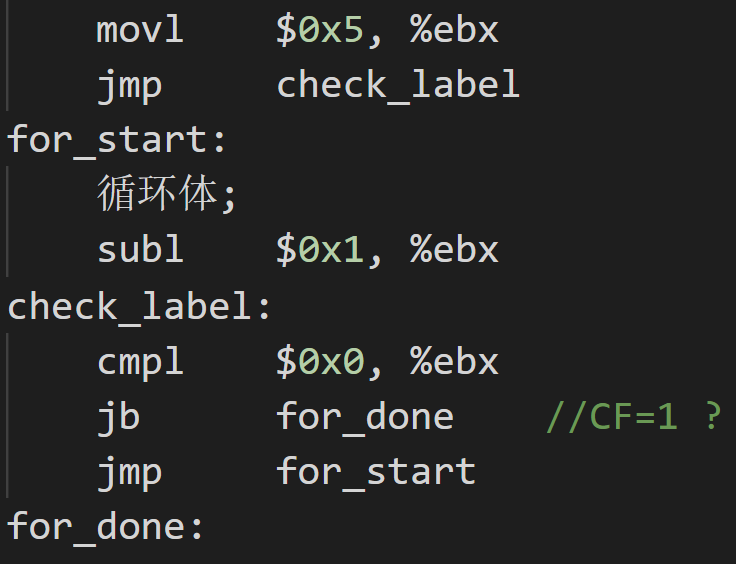 movl $0x5, %ebx
jmp check_label
for_start:
循环体;
subl $0x1, %ebx
check_label:
cmpl $0x0, %ebx
jb for_done //CF=1 ?
jmp for_start
for_done: